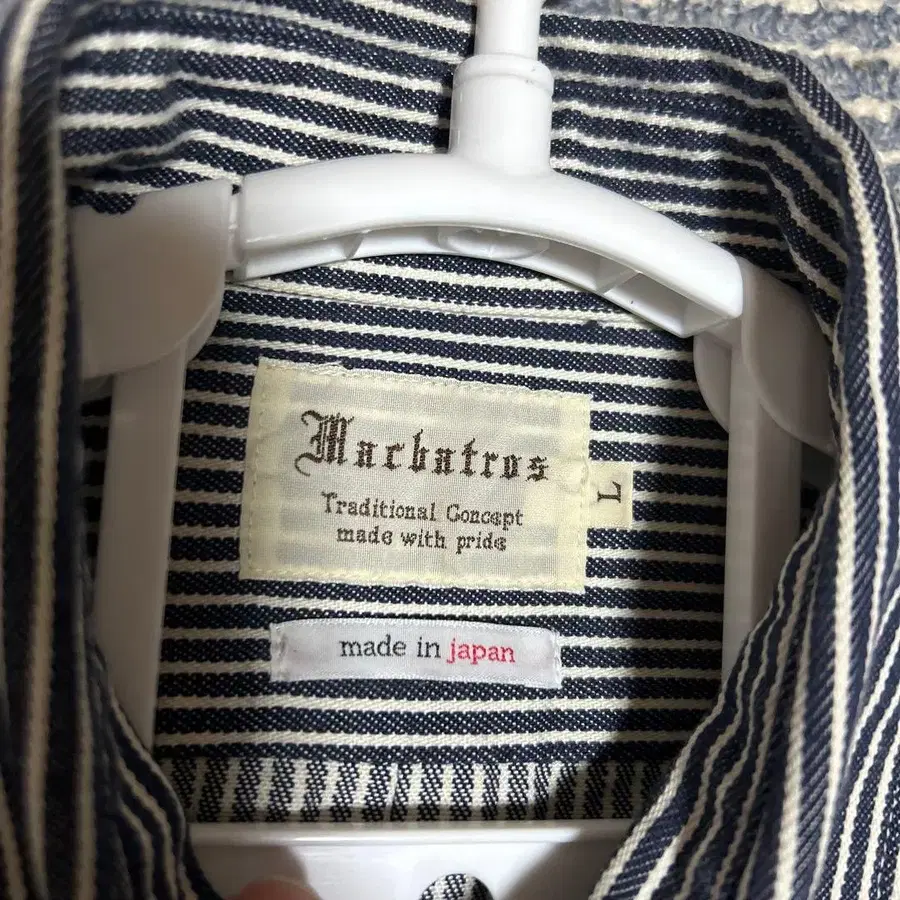 Macbatros
Traditional Concept
made with pride
L
made in japan